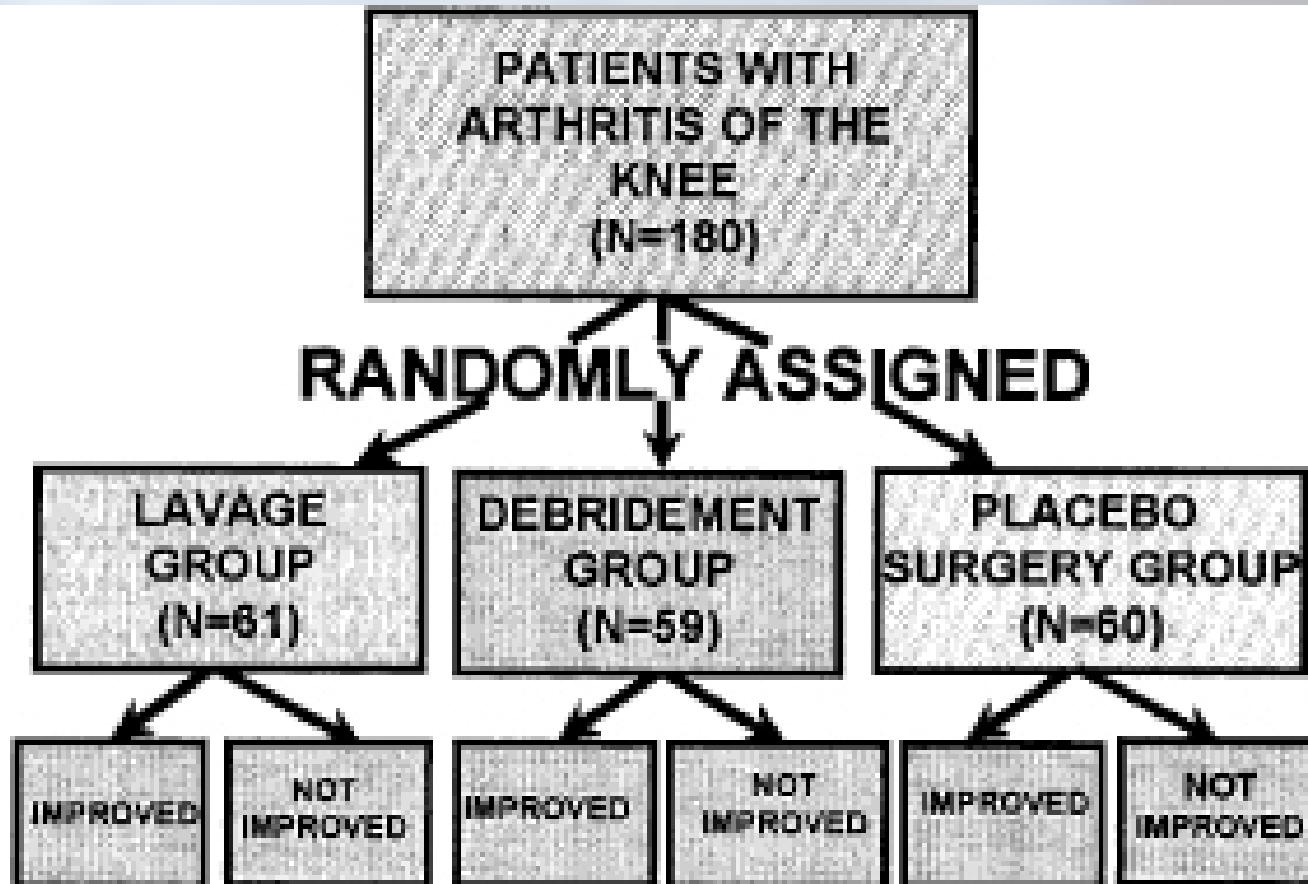 PATIENTS WITH
ARTHRITIS OF THE
KNEE
(N=180)
RANDOMLY ASSIGNED
LAVAGE
GROUP
(N=61)
DEBRIDEMENT
GROUP
(N=59)
PLACEBO
SURGERY GROUP
(N=60)
IMPROVED
NOT
IMPROVED
IMPROVED
NOT
IMPROVED
IMPROVED
NOT
IMPROVED